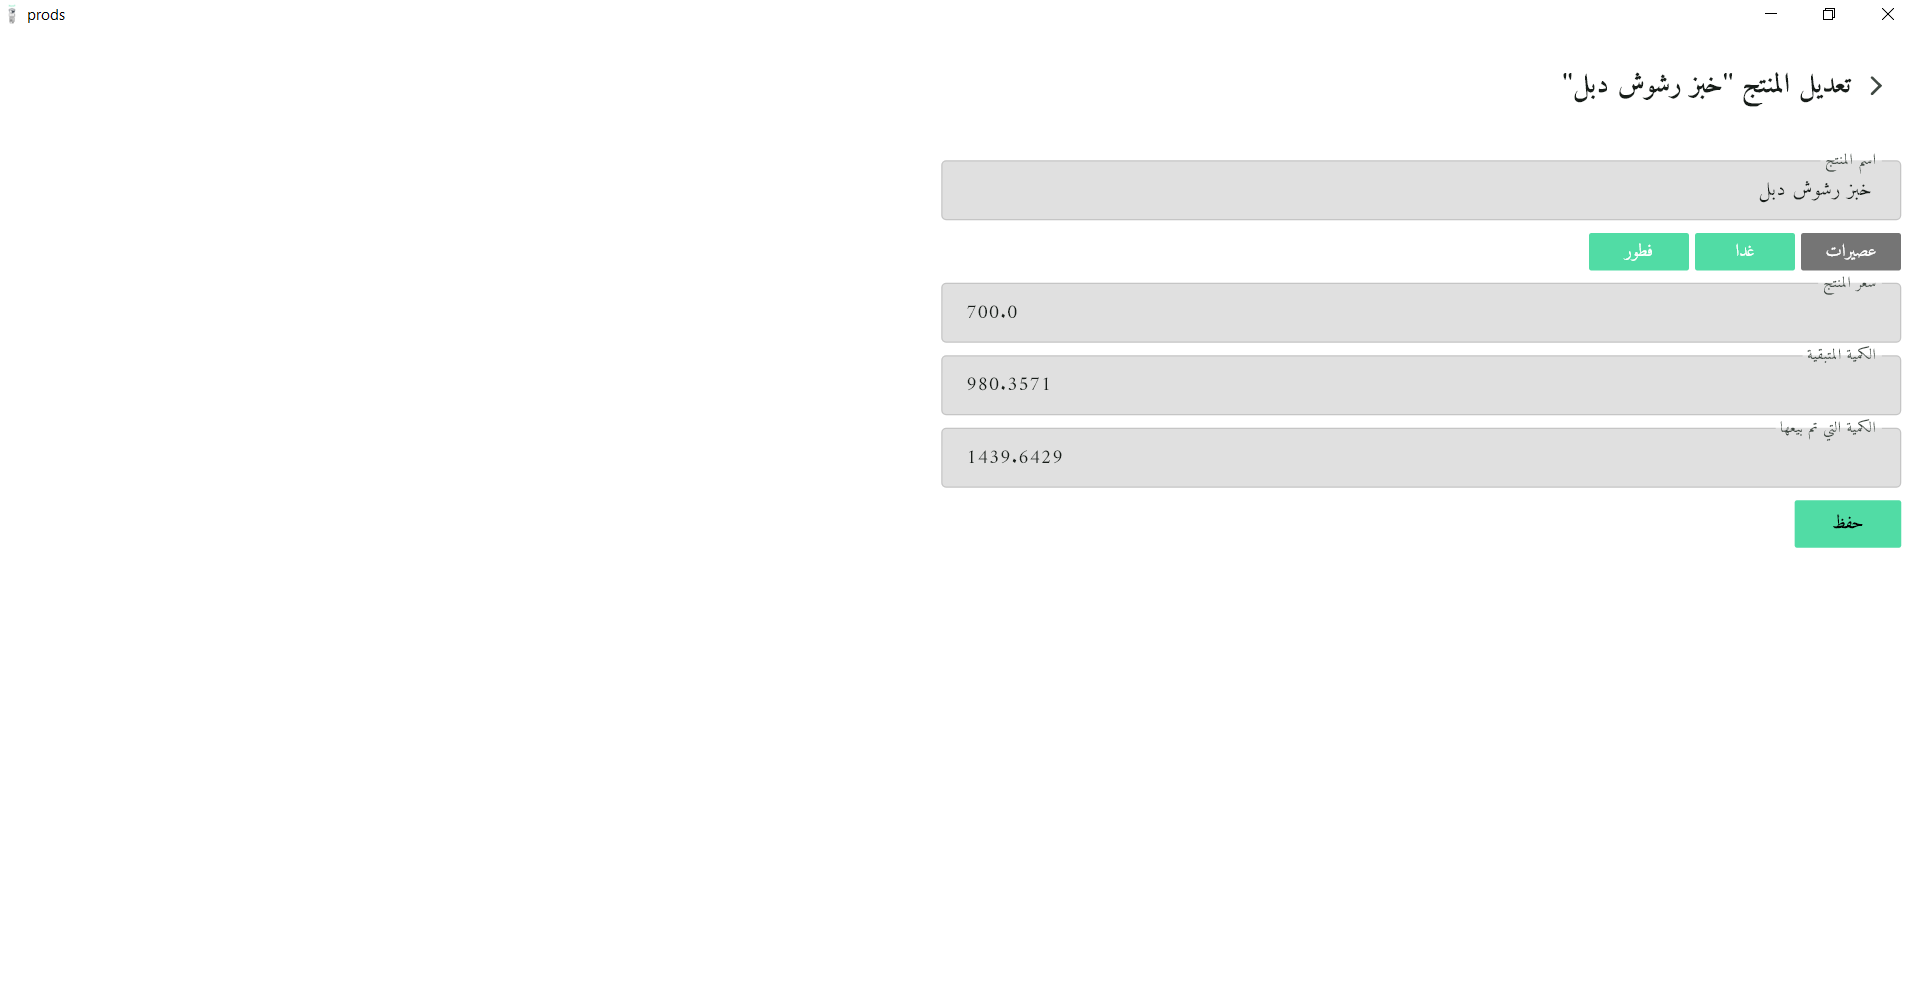 prods
تعديل المنتج "خبز رشوش دبل"
اسم المنتج
خبز رشوش دبل
عصيرات غدا فطور
سعر المنتج
700.0
الكمية المتبقية
980.3571
الكمية التي تم بيعها
1439.6429
حفظ